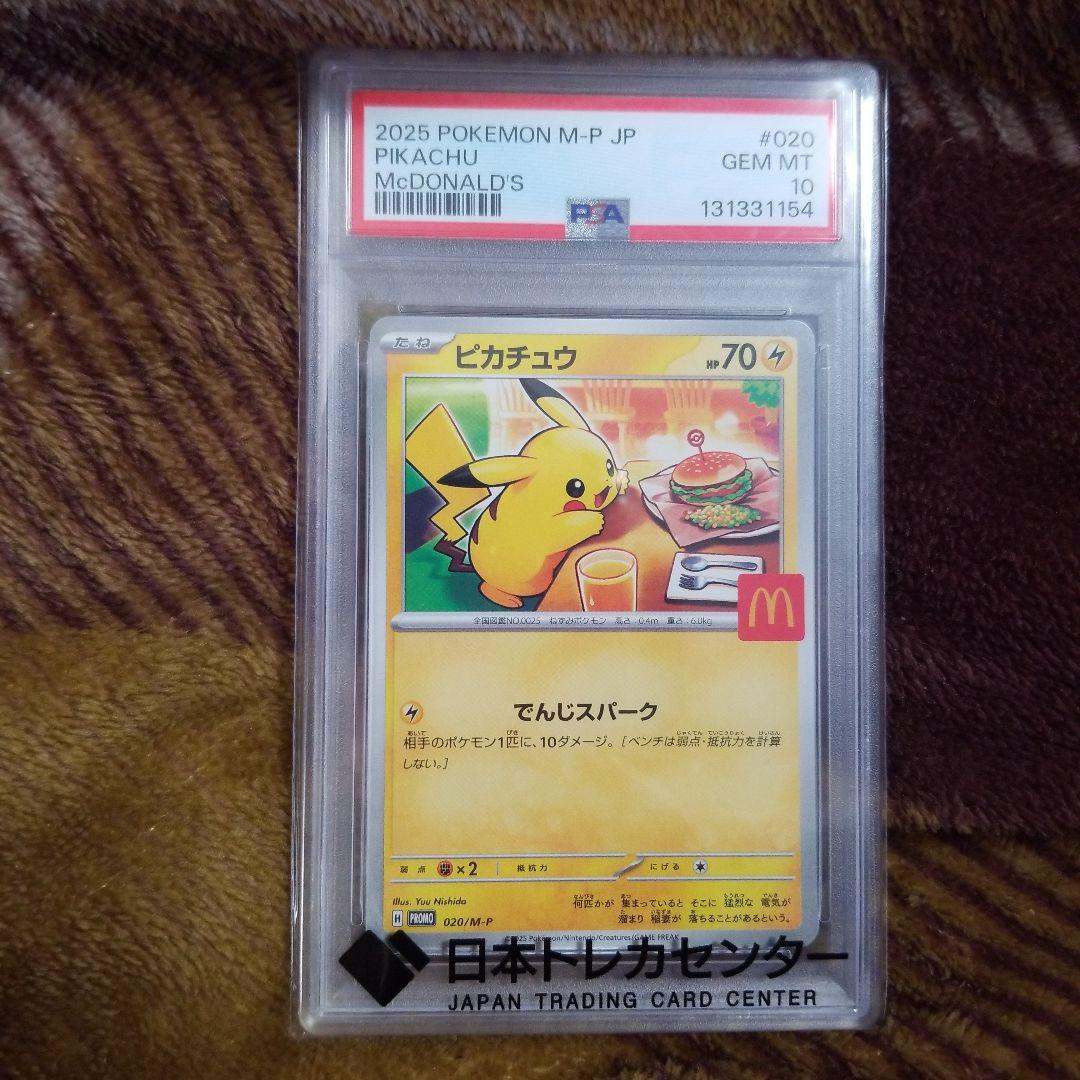 2025 POKEMON M-P JP #020
PIKACHU GEM MT
McDONALD'S 10
PSA 131331154
たね ピカチュウ HP70
M
全国図鑑NO.0025 ねずみポケモン 高さ:0.4m 重さ:6.0kg
でんじスパーク
相手のポケモン1匹に、10ダメージ。[ベンチは弱点・抵抗力を計算
しない。]
弱点 ×2 抵抗力 にげる
Illus. Yuu Nishida
何匹かが 集まっていると そこに 猛烈な 電気が
溜まり 稲妻が 落ちることがあるという。
H PROMO 020/M-P
©2025 Pokémon/Nintendo/Creatures/GAME FREAK
日本トレカセンター
JAPAN TRADING CARD CENTER